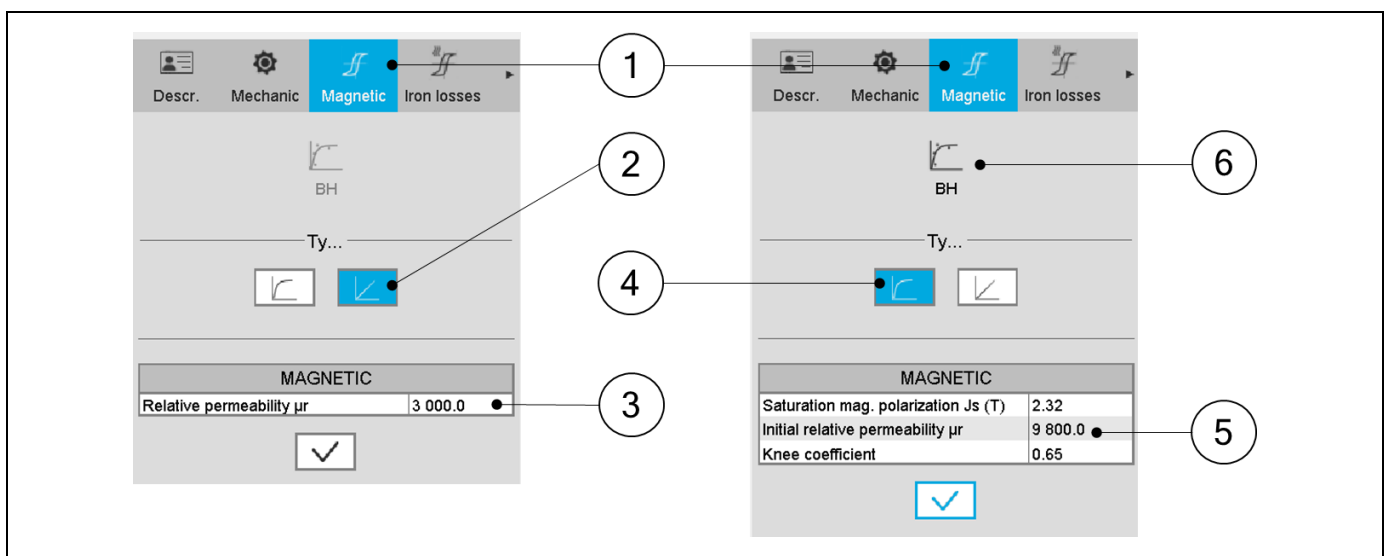 Descr. Mechanic Magnetic Iron losses
BH
Ty...
MAGNETIC
Relative permeability µr 3 000.0
1
2
3
4
Descr. Mechanic Magnetic Iron losses
BH
Ty...
MAGNETIC
Saturation mag. polarization Js (T) 2.32
Initial relative permeability µr 9 800.0
Knee coefficient 0.65
6
5